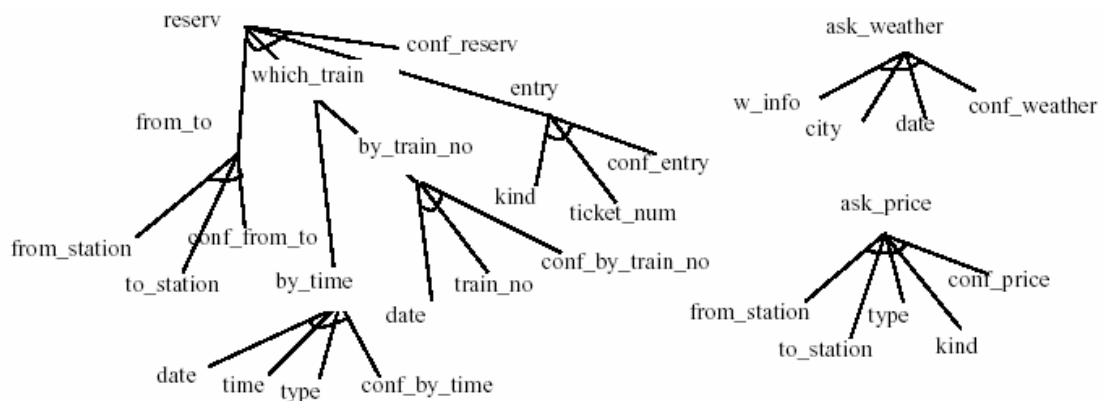 reserv
conf_reserv
which_train
entry
from_to
by_train_no
conf_entry
kind
ticket_num
from_station
conf_from_to
to_station
by_time
conf_by_train_no
train_no
date
date
time
type
conf_by_time
ask_weather
w_info
city
date
conf_weather
ask_price
conf_price
from_station
type
to_station
kind